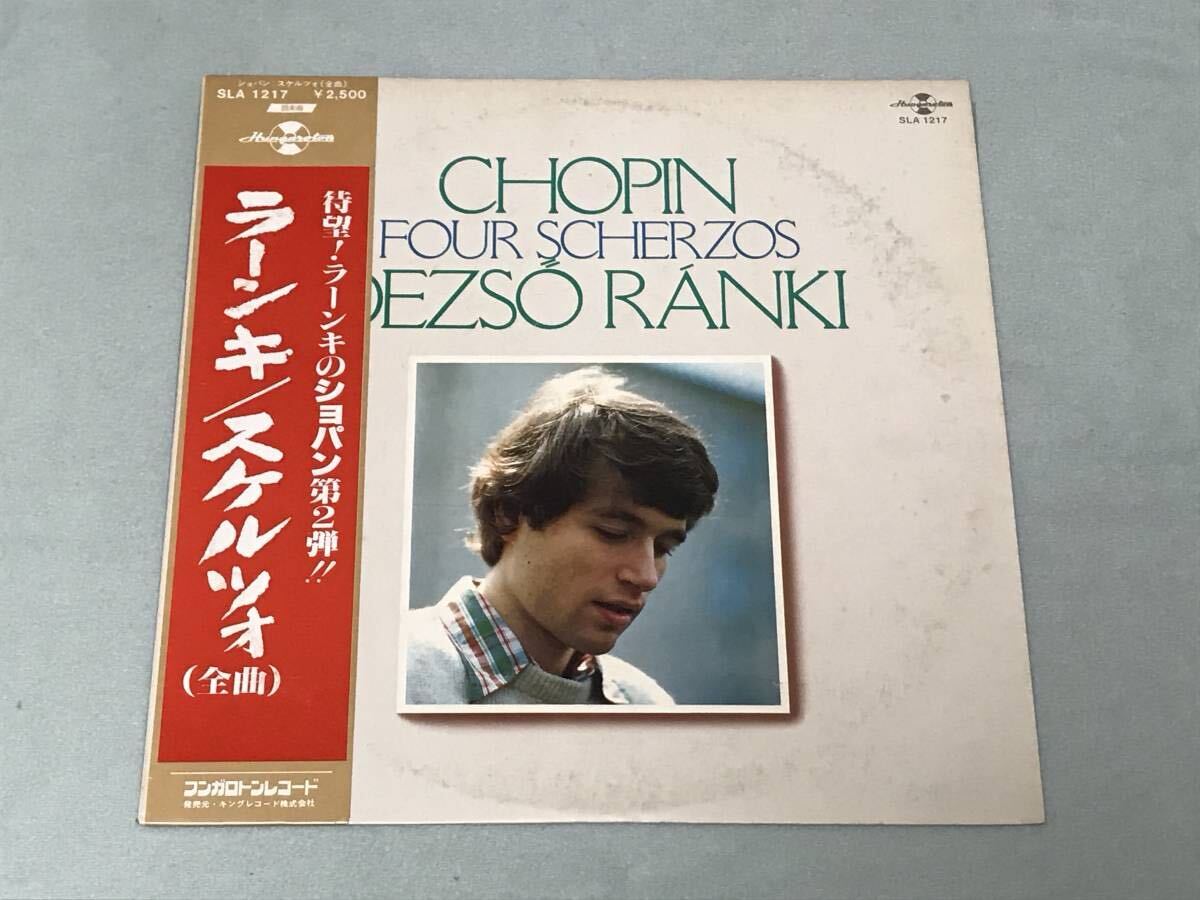 ショパン:スケルツォ(全曲)
SLA 1217 ¥2,500
Hungaroton
待望!・ラーンキのショパン第2弾!!
ラーンキ/スケルツォ
(全曲)
フンガロトンレコード
発売元・キングレコード株式会社
Hungaroton
SLA 1217
CHOPIN
FOUR SCHERZOS
DEZSŐ RÁNKI